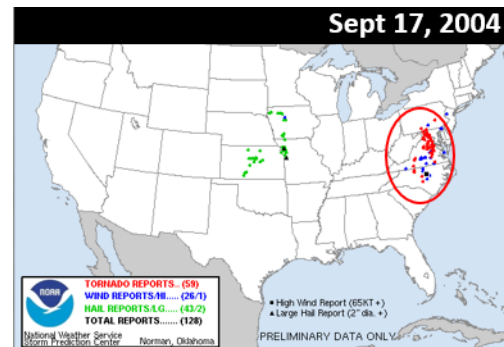 Sept 17, 2004
TORNADO REPORTS.. (59)
WIND REPORTS/HI..... (26/1)
HAIL REPORTS/LG..... (43/2)
TOTAL REPORTS....... (128)
NOAA
National Weather Service
Storm Prediction Center Norman, Oklahoma
High Wind Report (65KT +)
Large Hail Report (2" dia. +)
PRELIMINARY DATA ONLY